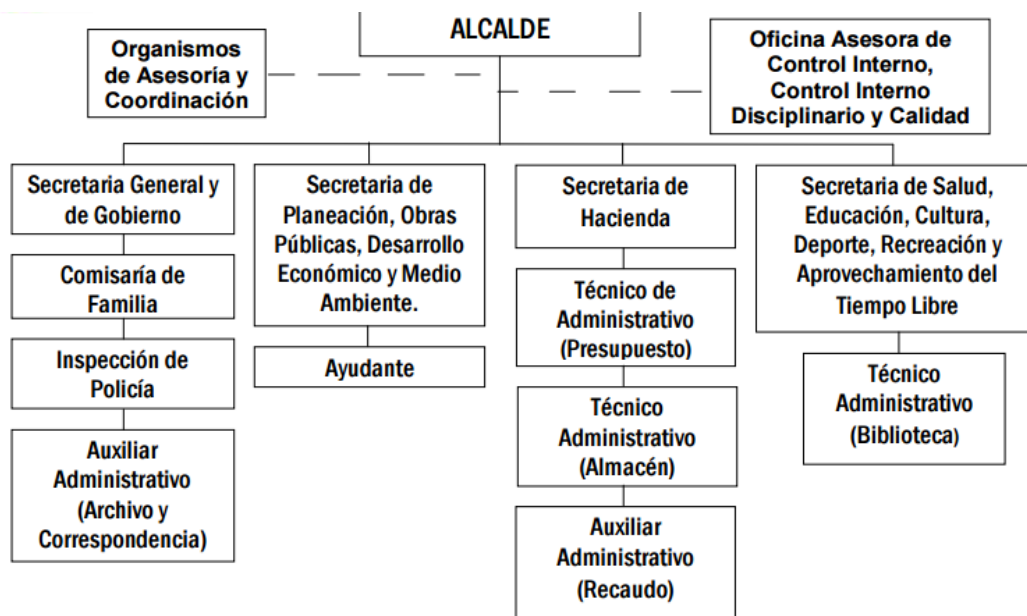 ALCALDE
Organismos
de Asesoría y
Coordinación
Oficina Asesora de
Control Interno,
Control Interno
Disciplinario y Calidad
Secretaria General y
de Gobierno
Comisaría de
Familia
Inspección de
Policía
Auxiliar
Administrativo
(Archivo y
Correspondencia)
Secretaria de
Planeación, Obras
Públicas, Desarrollo
Económico y Medio
Ambiente.
Ayudante
Secretaria de
Hacienda
Técnico de
Administrativo
(Presupuesto)
Técnico
Administrativo
(Almacén)
Auxiliar
Administrativo
(Recaudo)
Secretaria de Salud,
Educación, Cultura,
Deporte, Recreación y
Aprovechamiento del
Tiempo Libre
Técnico
Administrativo
(Biblioteca)